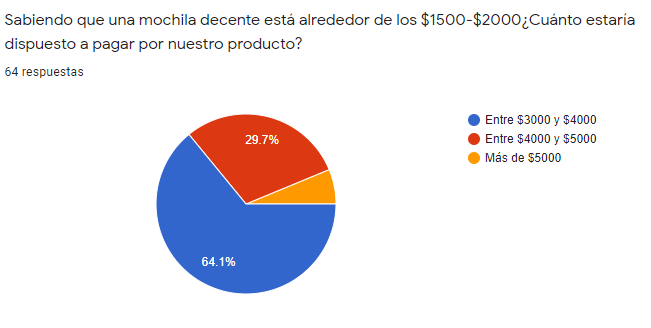 Sabiendo que una mochila decente está alrededor de los $1500-$2000¿Cuánto estaría
dispuesto a pagar por nuestro producto?
64 respuestas
Entre $3000 y $4000
Entre $4000 y $5000
Más de $5000
29.7%
64.1%